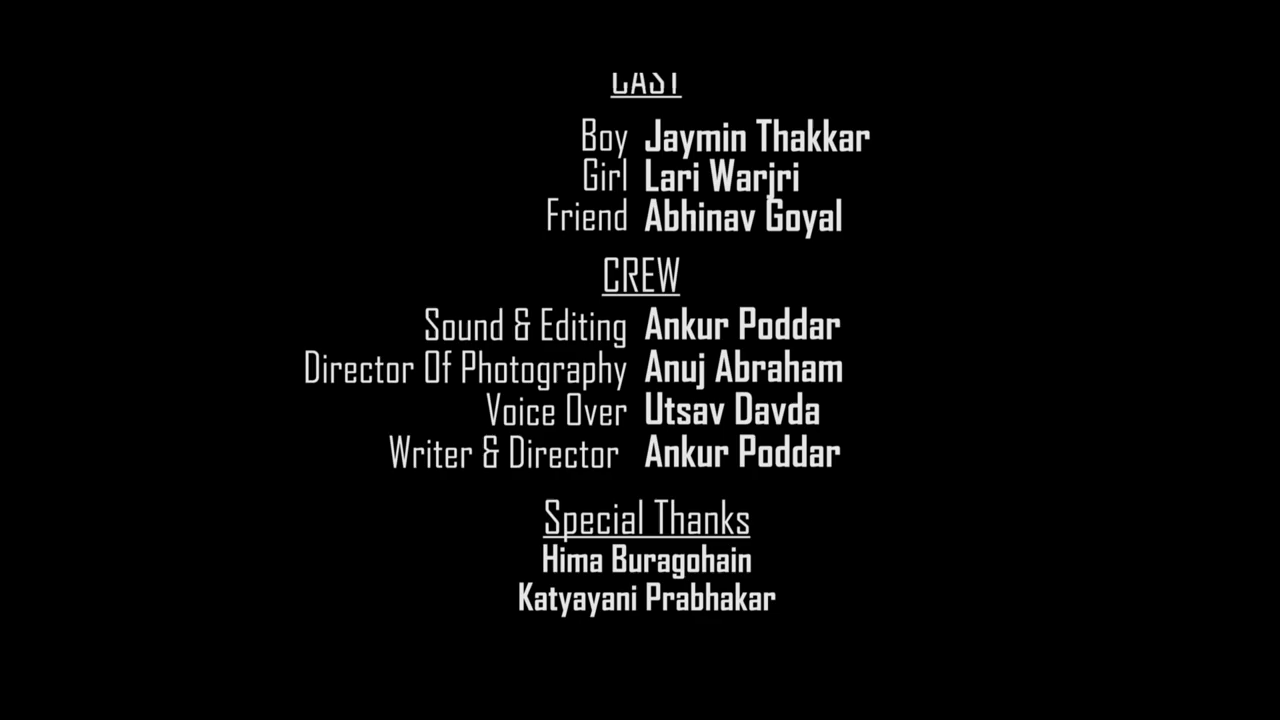 CAST
Boy Jaymin Thakkar
Girl Lari Warjri
Friend Abhinav Goyal
CREW
Sound & Editing Ankur Poddar
Director Of Photography Anuj Abraham
Voice Over Utsav Davda
Writer & Director Ankur Poddar
Special Thanks
Hima Buragohain
Katyayani Prabhakar